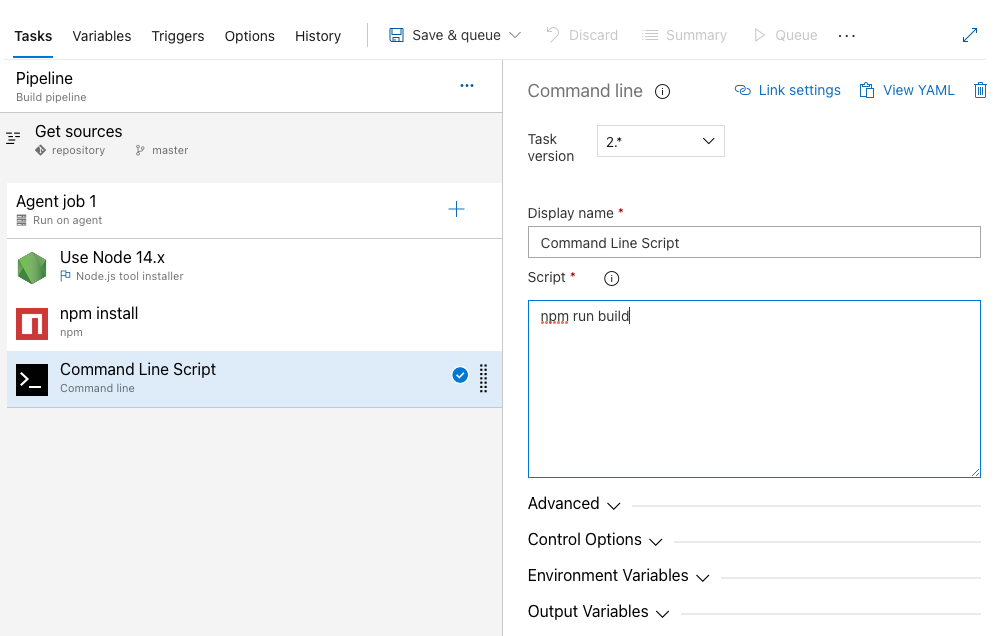 Tasks Variables Triggers Options History Save & queue Discard Summary Queue ...
Pipeline
Build pipeline
Get sources
repository master
Agent job 1
Run on agent
Use Node 14.x
Node.js tool installer
npm install
npm
Command Line Script
Command line
Command line Link settings View YAML
Task
version
2.*
Display name *
Command Line Script
Script *
npm run build
Advanced
Control Options
Environment Variables
Output Variables